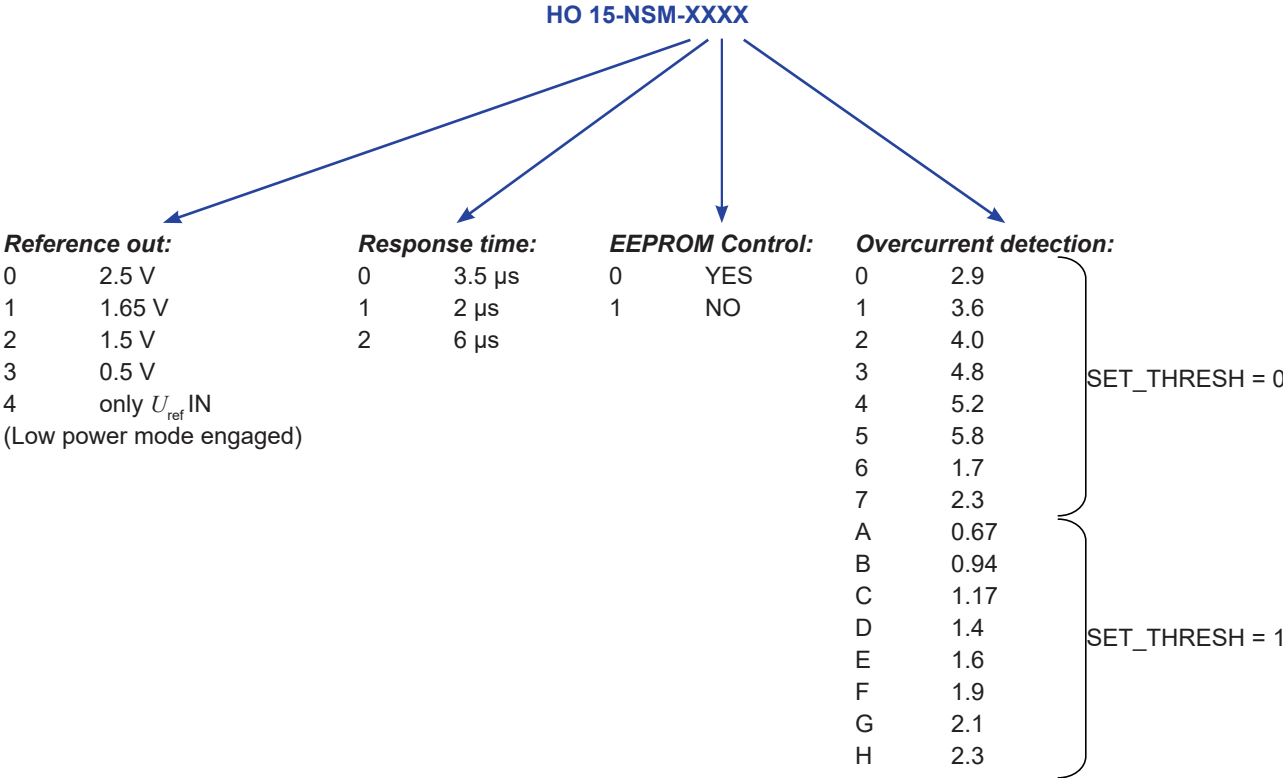 HO 15-NSM-XXXX
Reference out:
0 2.5 V
1 1.65 V
2 1.5 V
3 0.5 V
4 only Uref IN
(Low power mode engaged)
Response time:
0 3.5 µs
1 2 µs
2 6 µs
EEPROM Control:
0 YES
1 NO
Overcurrent detection:
0 2.9
1 3.6
2 4.0
3 4.8
4 5.2
5 5.8
6 1.7
7 2.3
SET_THRESH = 0
A 0.67
B 0.94
C 1.17
D 1.4
E 1.6
F 1.9
G 2.1
H 2.3
SET_THRESH = 1